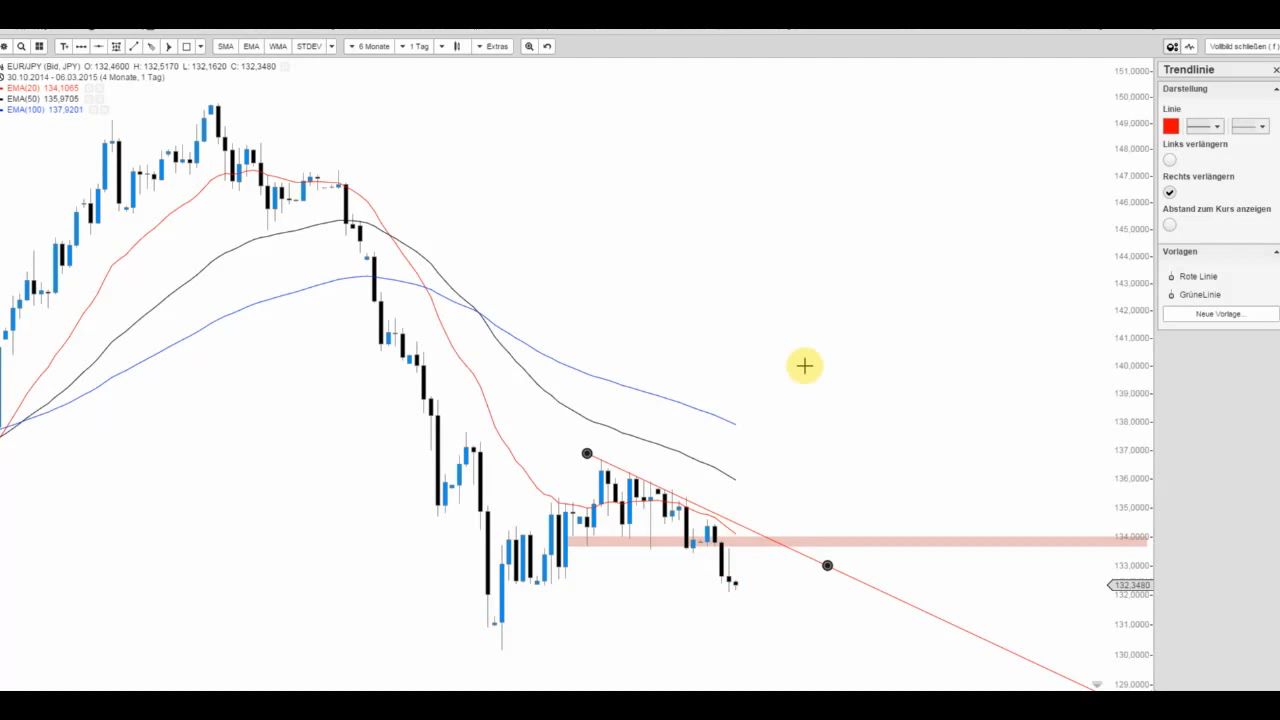 SMA EMA WMA STDEV 6 Monate 1 Tag Extras Vollbild schließen ( f )
EUR/JPY (Bid, JPY) O: 132,4600 H: 132,5170 L: 132,1620 C: 132,3480
30.10.2014 - 06.03.2015 (4 Monate, 1 Tag)
EMA(20) 134,1065
EMA(50) 135,9705
EMA(100) 137,9201
151,0000
150,0000
149,0000
148,0000
147,0000
146,0000
145,0000
144,0000
143,0000
142,0000
141,0000
140,0000
139,0000
138,0000
137,0000
136,0000
135,0000
134,0000
133,0000
132,3480
132,0000
131,0000
130,0000
129,0000
Trendlinie
Darstellung
Linie
Links verlängern
Rechts verlängern
Abstand zum Kurs anzeigen
Vorlagen
Rote Linie
GrüneLinie
Neue Vorlage...